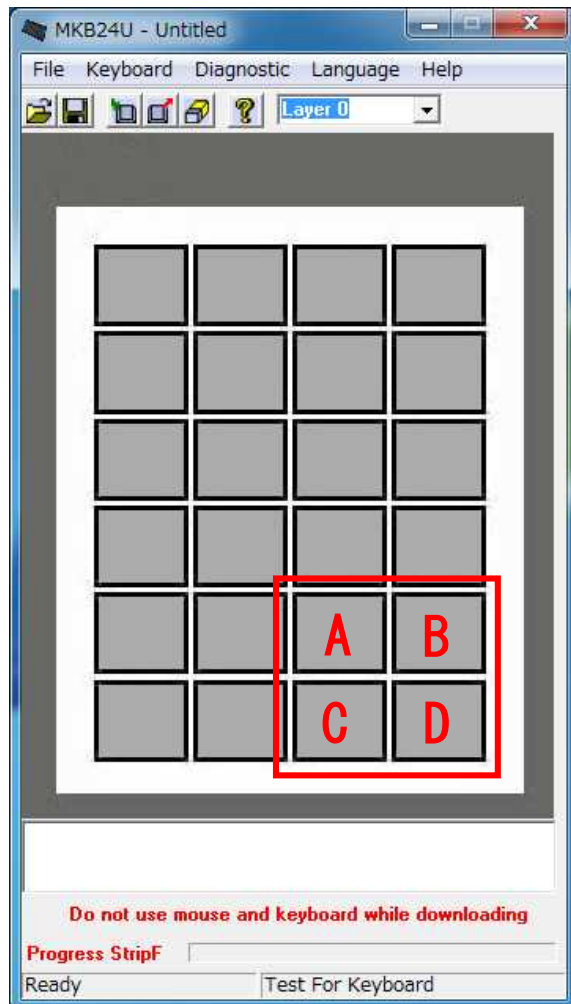 MKB24U - Untitled
File Keyboard Diagnostic Language Help
Layer 0
A B
C D
Do not use mouse and keyboard while downloading
Progress StripF
Ready Test For Keyboard